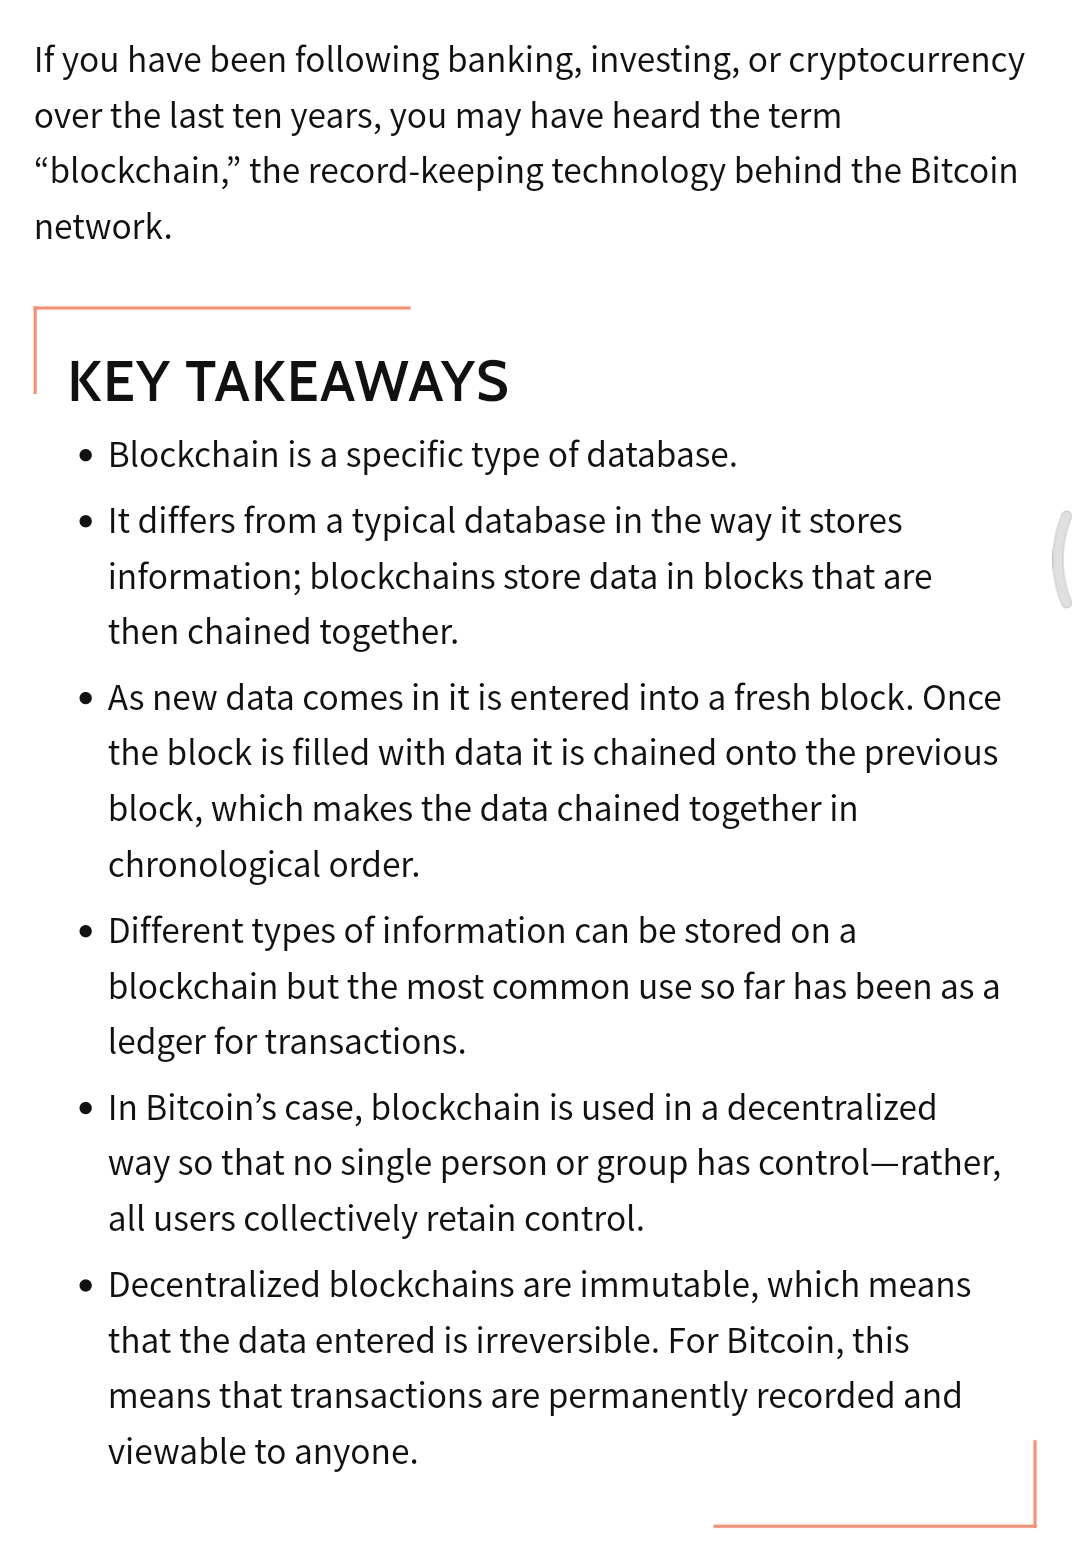 If you have been following banking, investing, or cryptocurrency
over the last ten years, you may have heard the term
“blockchain,” the record-keeping technology behind the Bitcoin
network.
KEY TAKEAWAYS
• Blockchain is a specific type of database.
• It differs from a typical database in the way it stores
information; blockchains store data in blocks that are
then chained together.
• As new data comes in it is entered into a fresh block. Once
the block is filled with data it is chained onto the previous
block, which makes the data chained together in
chronological order.
• Different types of information can be stored on a
blockchain but the most common use so far has been as a
ledger for transactions.
• In Bitcoin’s case, blockchain is used in a decentralized
way so that no single person or group has control—rather,
all users collectively retain control.
• Decentralized blockchains are immutable, which means
that the data entered is irreversible. For Bitcoin, this
means that transactions are permanently recorded and
viewable to anyone.